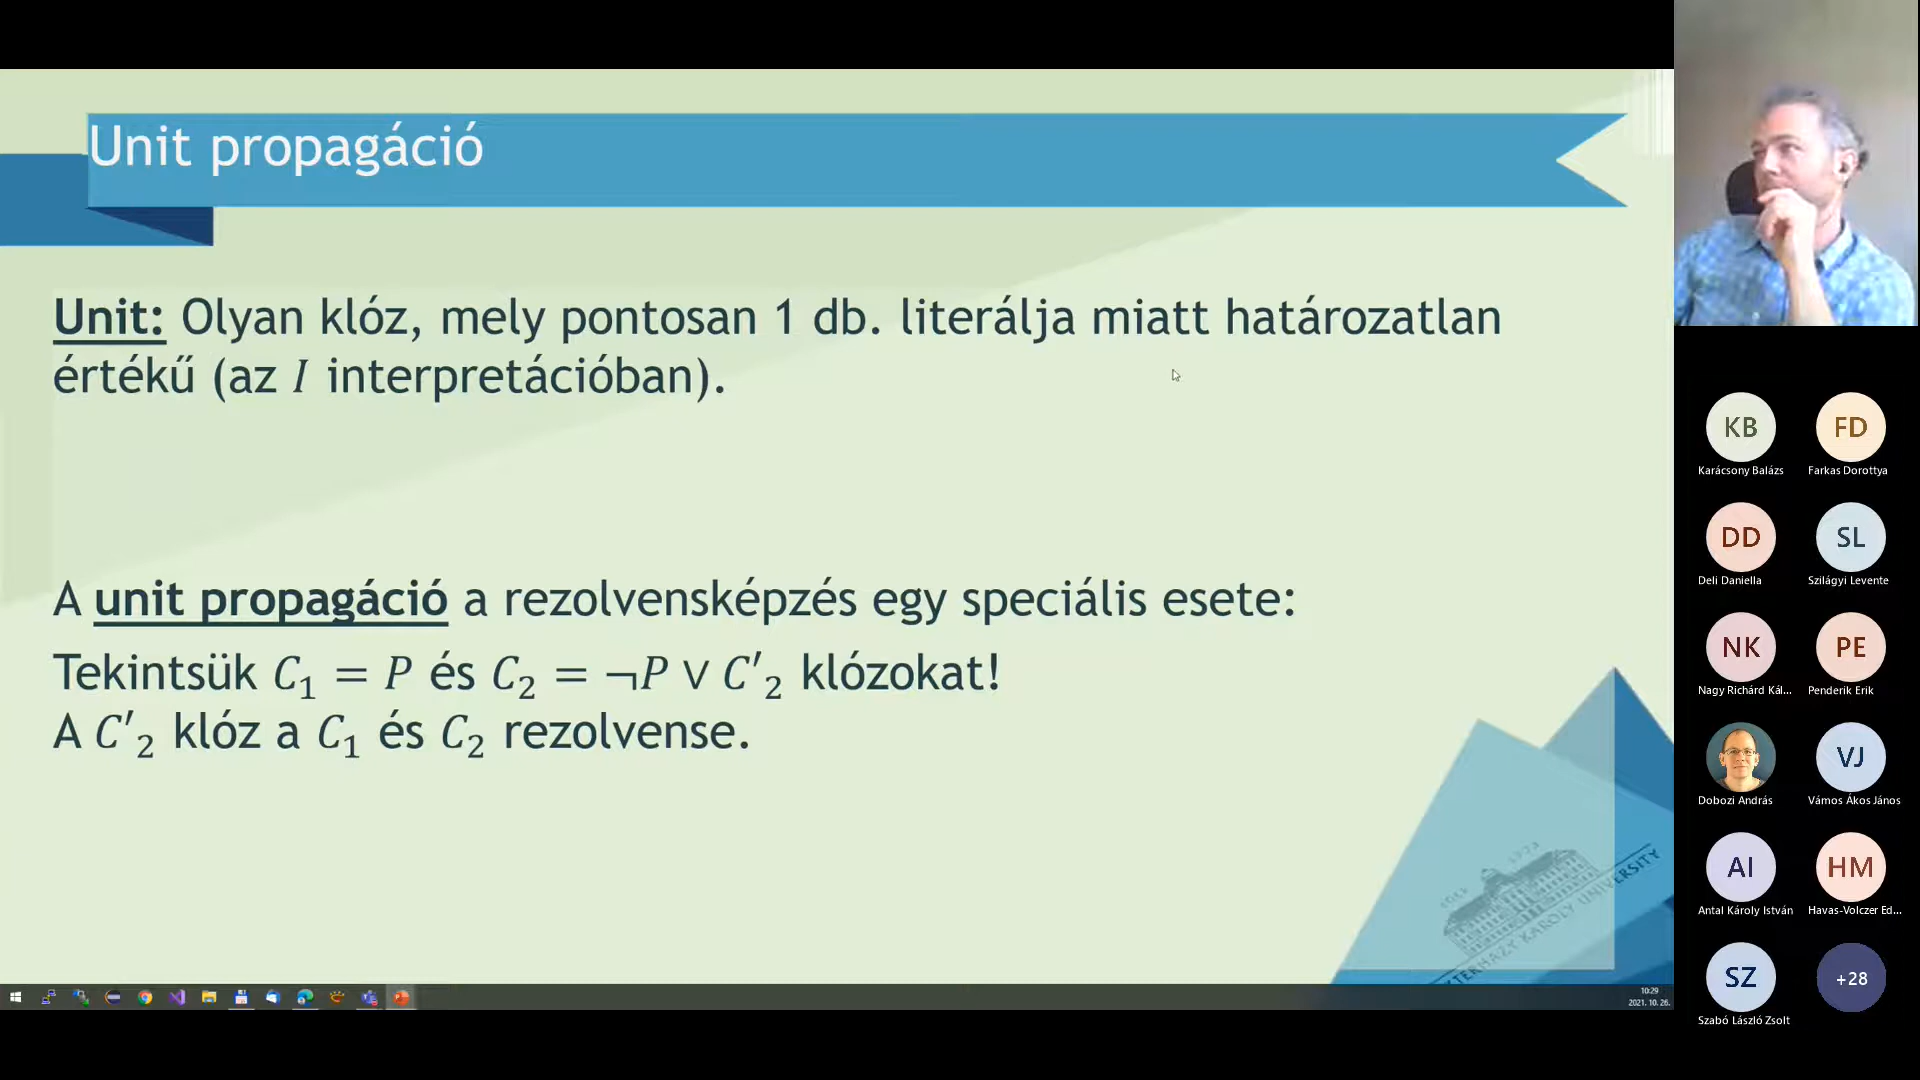 Unit propagáció
Unit: Olyan klóz, mely pontosan 1 db. literálja miatt határozatlan
értékű (az I interpretációban).
A unit propagáció a rezolvensképzés egy speciális esete:
Tekintsük C₁ = P és C₂ = ¬P ∨ C′₂ klózokat!
A C′₂ klóz a C₁ és C₂ rezolvense.
KB
Karácsony Balázs
FD
Farkas Dorottya
DD
Deli Daniella
SL
Szilágyi Levente
NK
Nagy Richárd Kál...
PE
Penderik Erik
Dobozi András
VJ
Vámos Ákos János
AI
Antal Károly István
HM
Havas-Volczer Ed...
SZ
Szabó László Zsolt
+28
KÁROLY UNIVERSITY
10:29
2021. 10. 26.